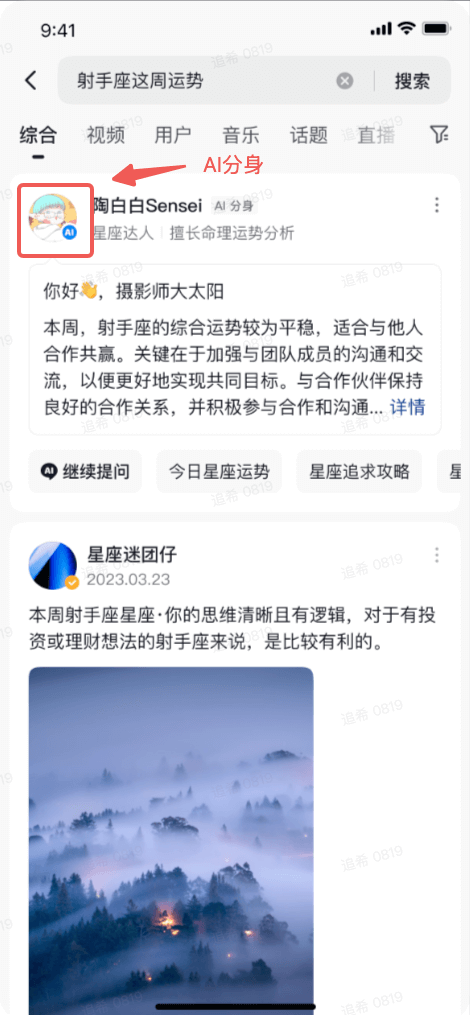 9:41
射手座这周运势
搜索
综合 视频 用户 音乐 话题 直播
AI分身
陶白白Sensei AI 分身
AI
星座达人 擅长命理运势分析
你好👋，摄影师大太阳
本周，射手座的综合运势较为平稳，适合与他人
合作共赢。关键在于加强与团队成员的沟通和交
流，以便更好地实现共同目标。与合作伙伴保持
良好的合作关系，并积极参与合作和沟通... 详情
AI 继续提问 今日星座运势 星座追求攻略 星
星座迷团仔
2023.03.23
本周射手座星座·你的思维清晰且有逻辑，对于有投
资或理财想法的射手座来说，是比较有利的。
追希 0819